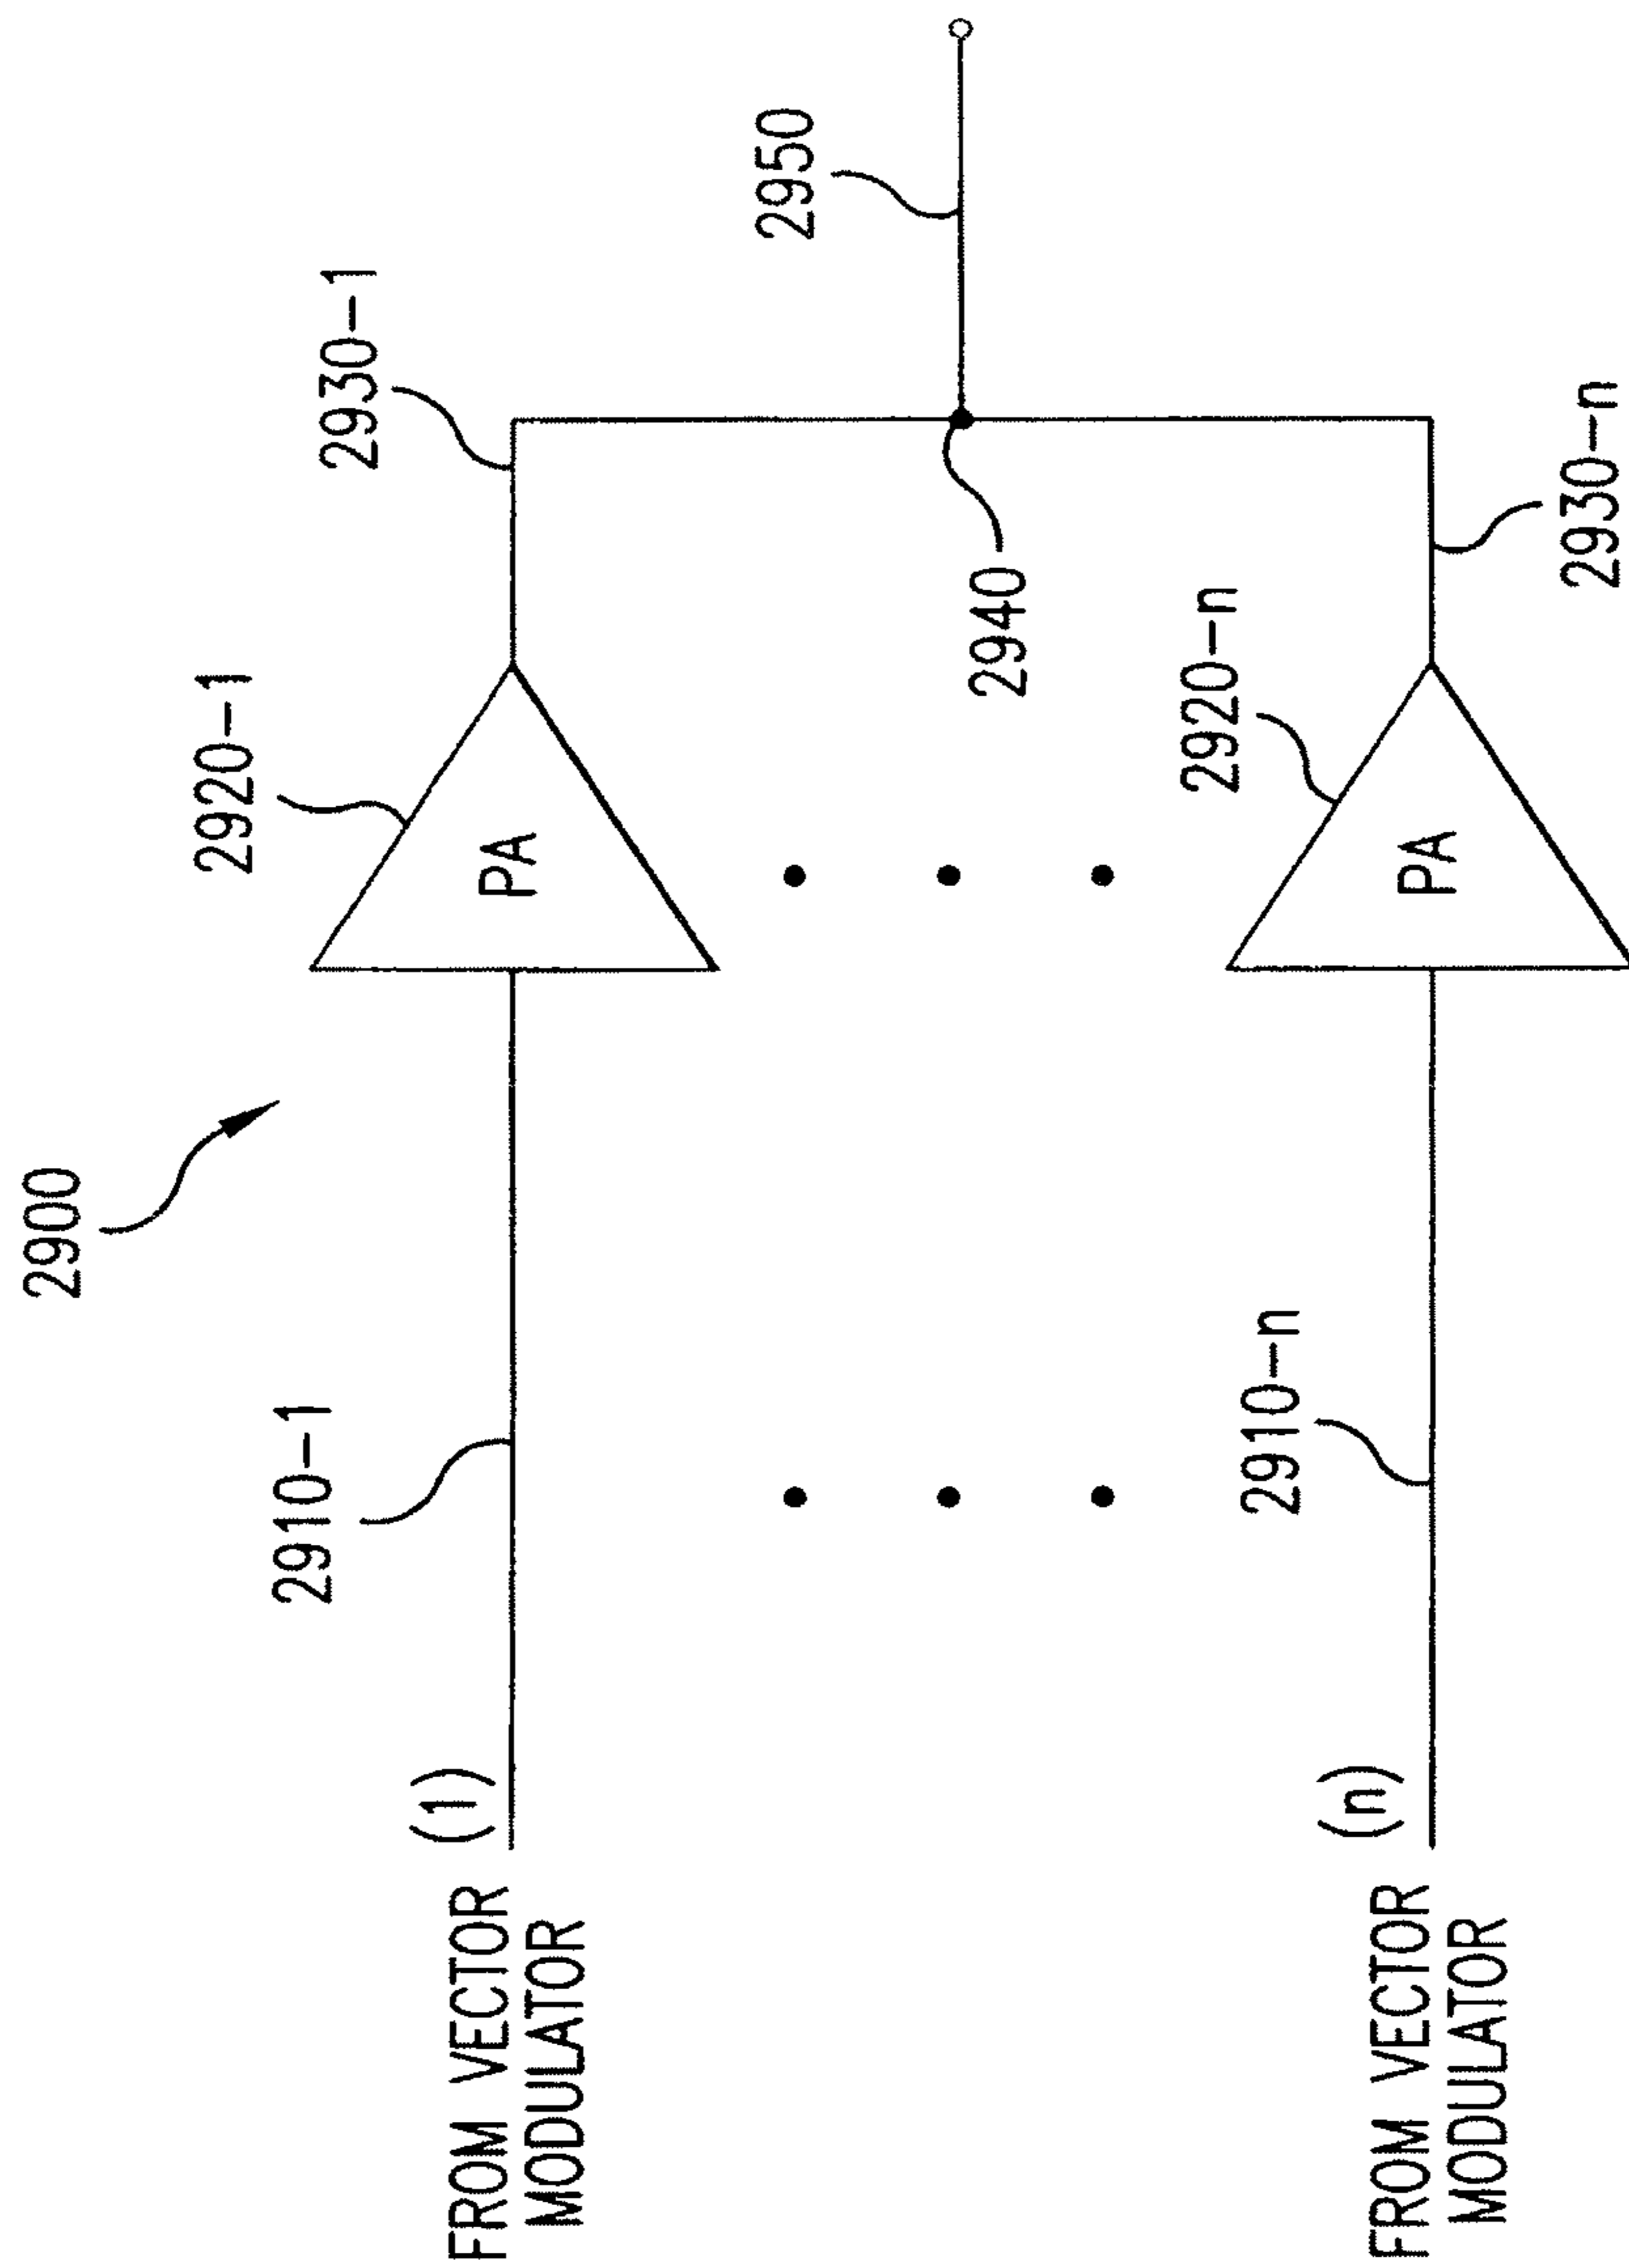 2900
2910-1
2920-1
2930-1
FROM VECTOR
MODULATOR
(1)
PA
2940
2950
2910-n
2920-n
2930-n
FROM VECTOR
MODULATOR
(n)
PA